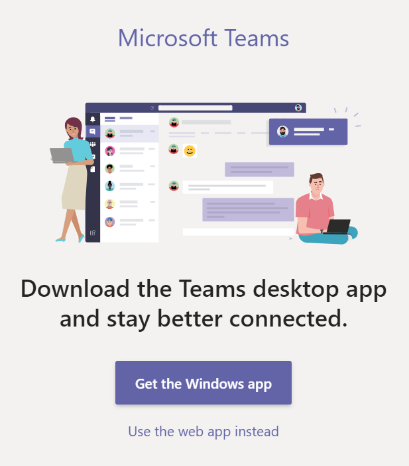 Microsoft Teams
Download the Teams desktop app
and stay better connected.
Get the Windows app
Use the web app instead